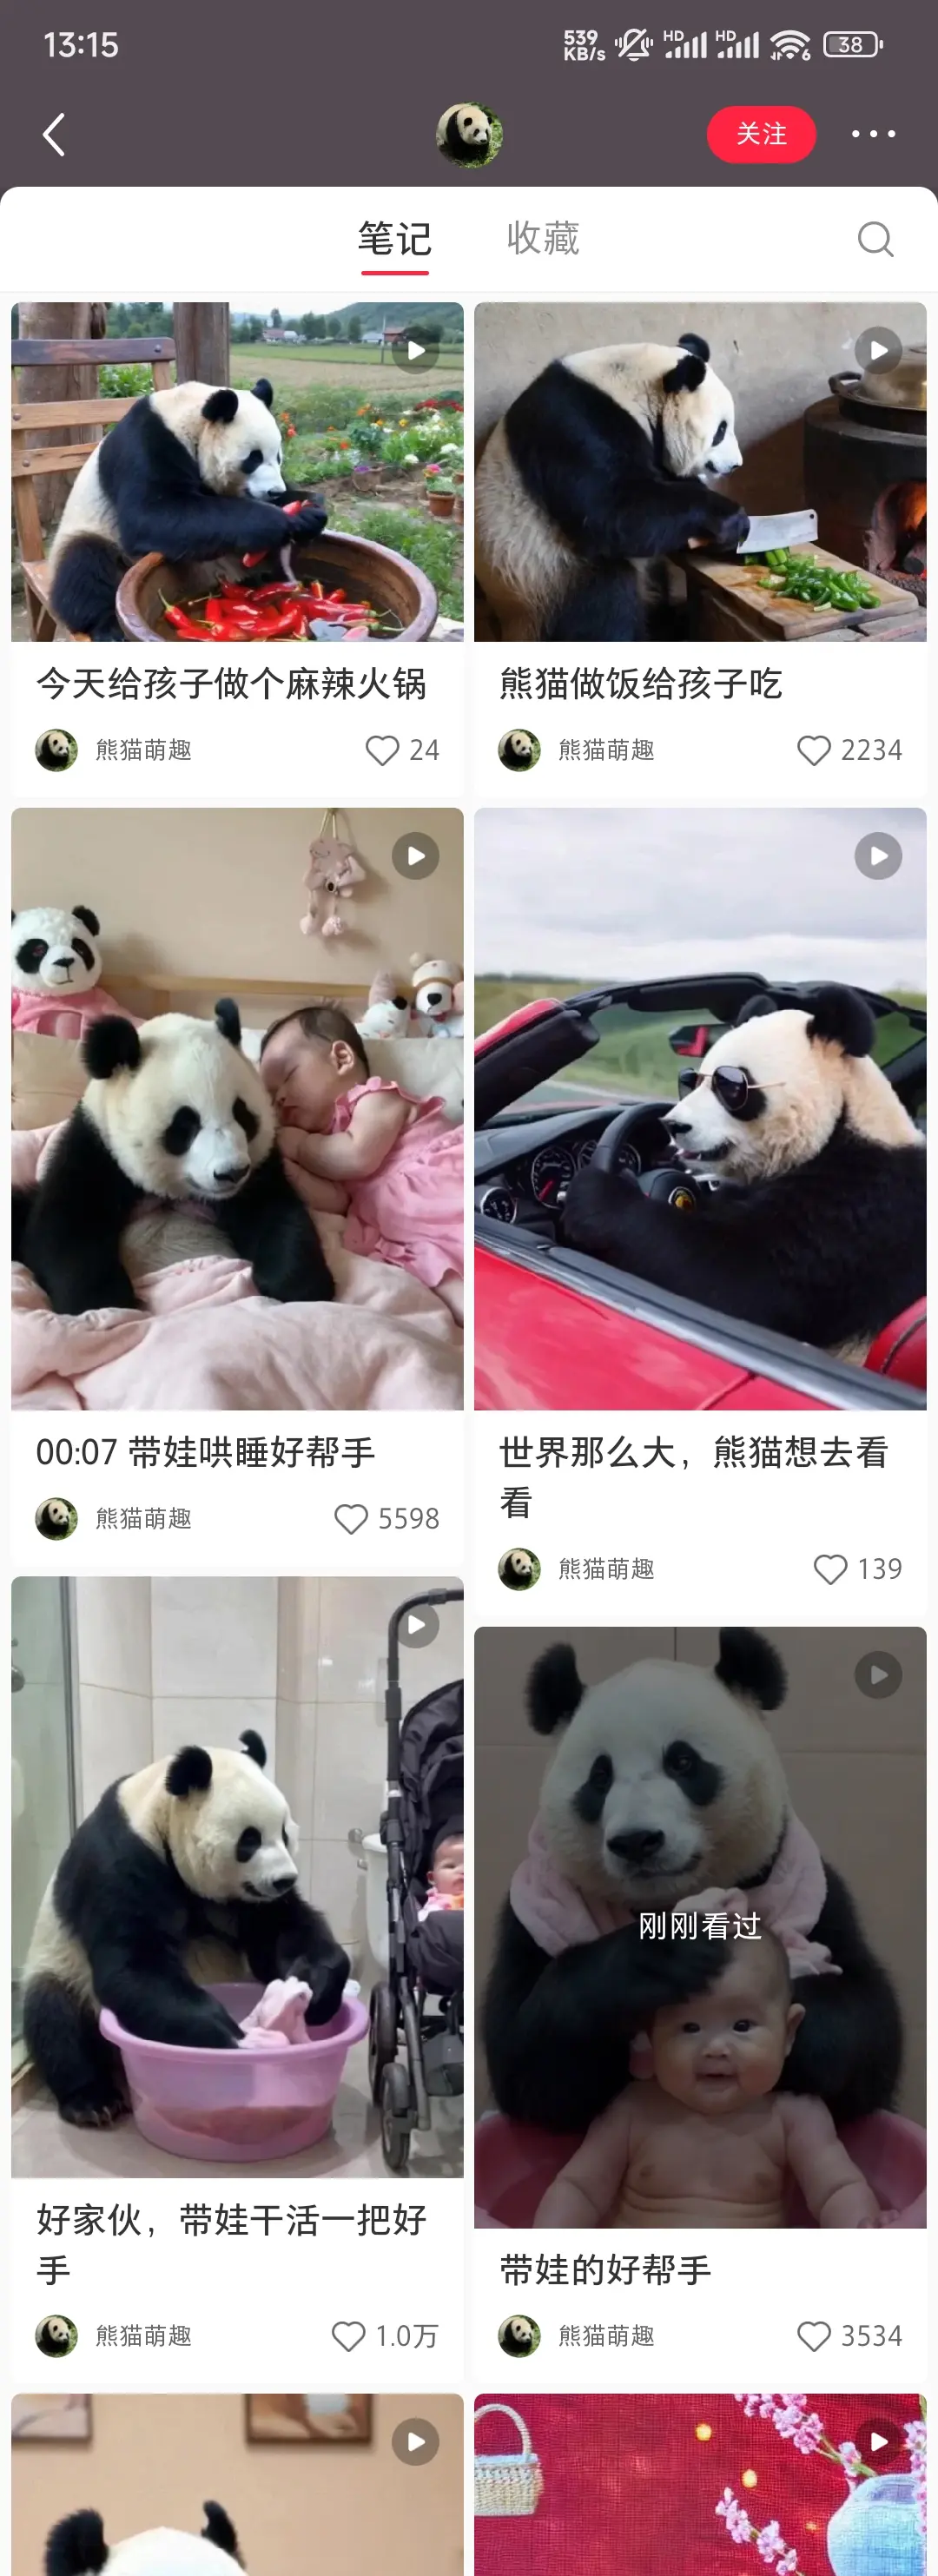 13:15
539
KB/s
HD
HD
6
38
关注
笔记
收藏
今天给孩子做个麻辣火锅
熊猫萌趣
24
熊猫做饭给孩子吃
熊猫萌趣
2234
00:07 带娃哄睡好帮手
熊猫萌趣
5598
世界那么大，熊猫想去看
看
熊猫萌趣
139
好家伙，带娃干活一把好
手
熊猫萌趣
1.0万
刚刚看过
带娃的好帮手
熊猫萌趣
3534